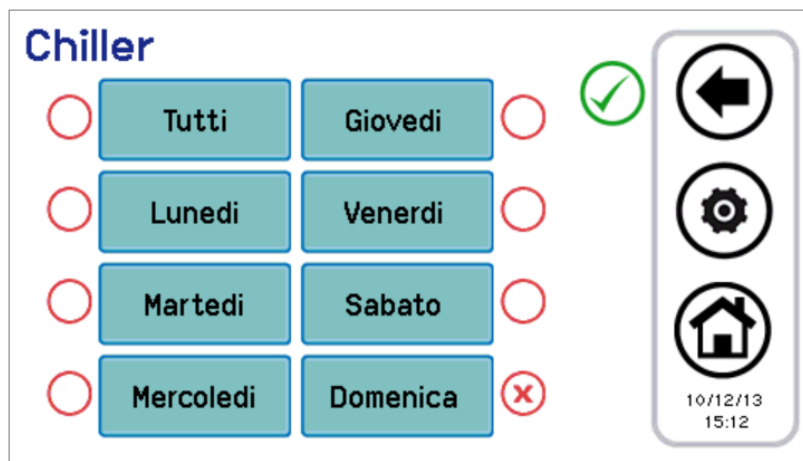 Chiller
Tutti
Giovedi
Lunedi
Venerdi
Martedi
Sabato
Mercoledi
Domenica
10/12/13
15:12